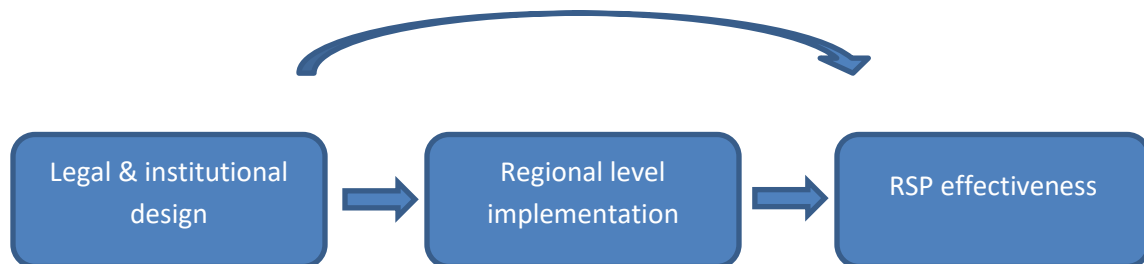 Legal & institutional
design
Regional level
implementation
RSP effectiveness